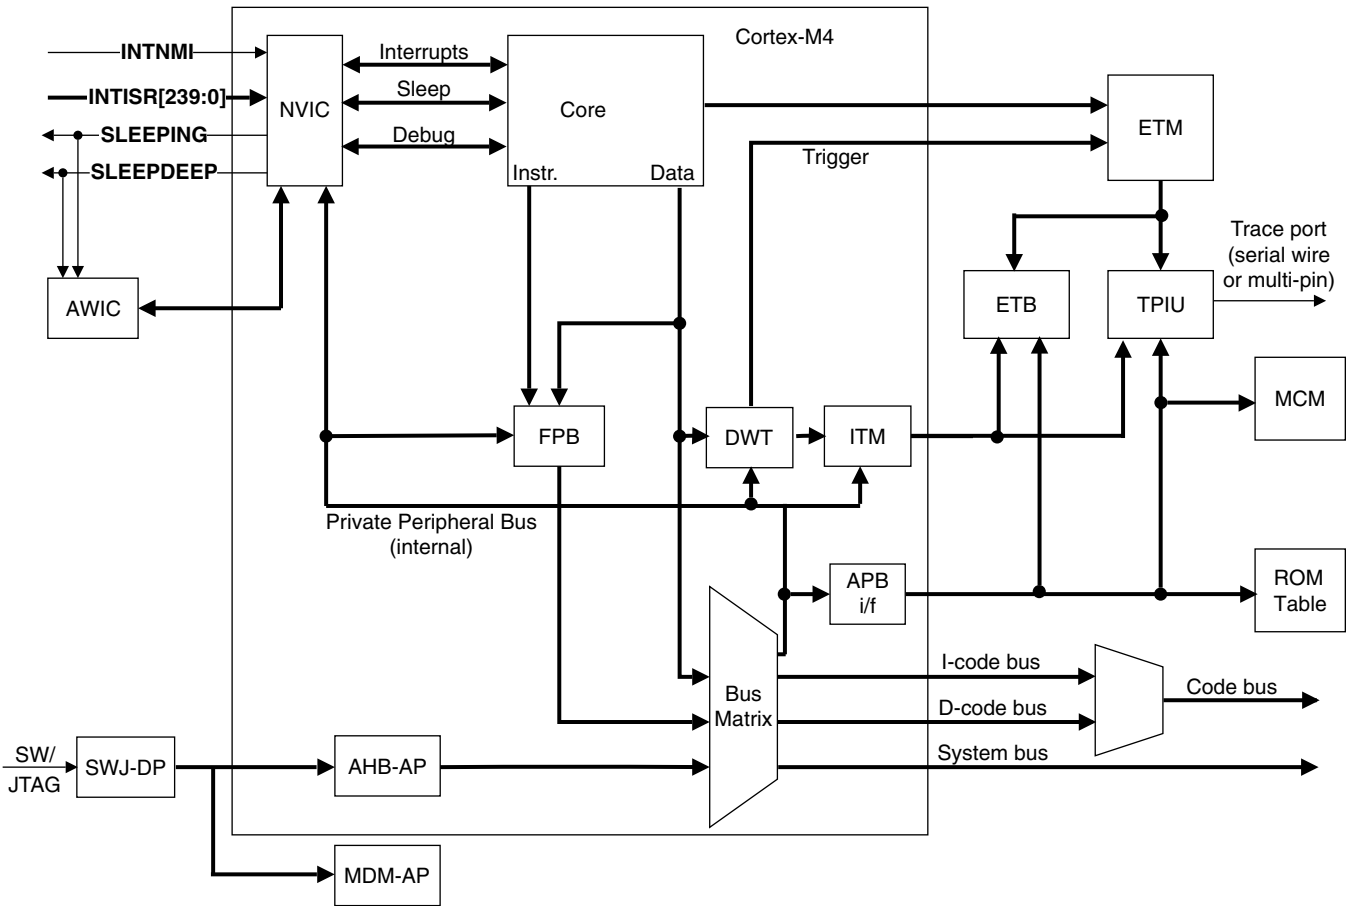 Cortex-M4
INTNMI
INTISR[239:0]
SLEEPING
SLEEPDEEP
NVIC
Interrupts
Sleep
Debug
Core
Instr.
Data
Trigger
ETM
AWIC
ETB
TPIU
Trace port
(serial wire
or multi-pin)
MCM
FPB
DWT
ITM
Private Peripheral Bus
(internal)
APB
i/f
ROM
Table
Bus
Matrix
I-code bus
D-code bus
System bus
Code bus
SW/
JTAG
SWJ-DP
AHB-AP
MDM-AP